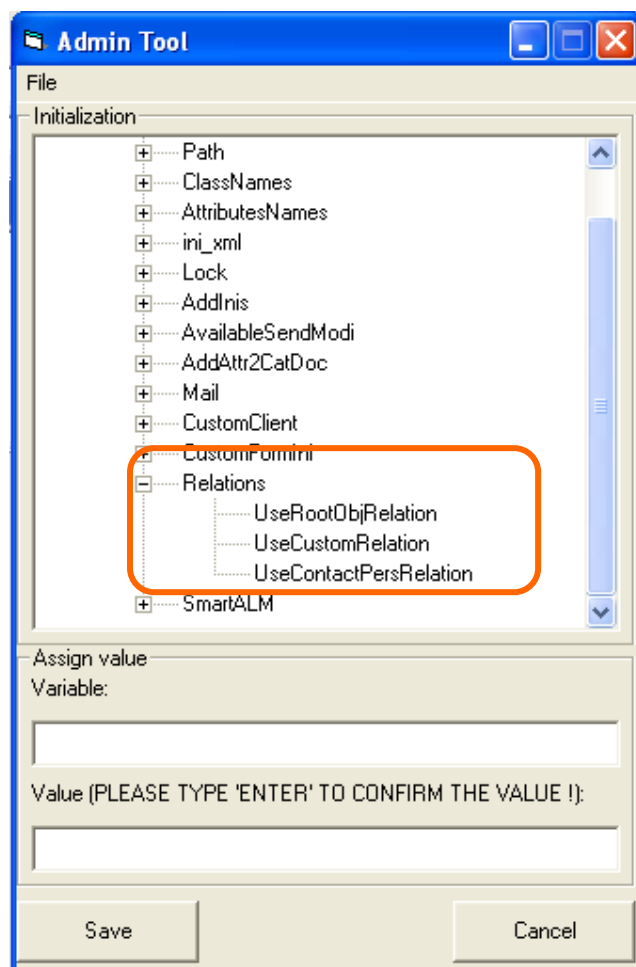 Admin Tool
File
Initialization
Path
ClassNames
AttributesNames
ini_xml
Lock
AddInis
AvailableSendModi
AddAttr2CatDoc
Mail
CustomClient
CustomFormIni
Relations
UseRootObjRelation
UseCustomRelation
UseContactPersRelation
SmartALM
Assign value
Variable:
Value (PLEASE TYPE 'ENTER' TO CONFIRM THE VALUE !):
Save Cancel